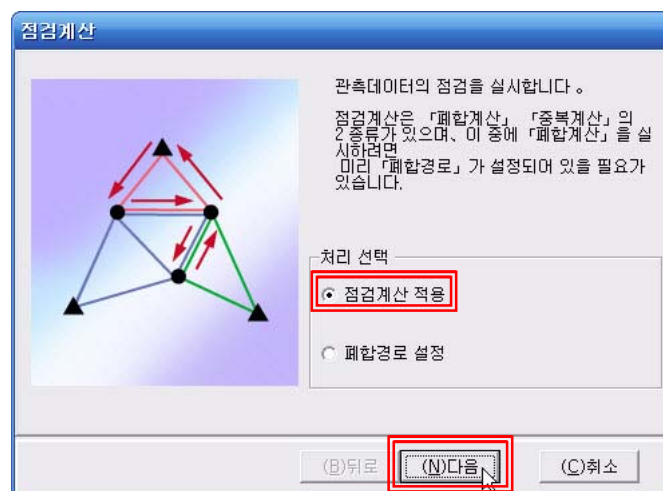 점검계산
관측데이터의 점검을 실시합니다 。
점검계산은 「폐합계산」 「중복계산」의
2 종류가 있으며、이 중에 「폐합계산」을 실
시하려면
미리 「폐합경로」가 설정되어 있을 필요가
있습니다.
처리 선택
점검계산 적용
폐합경로 설정
(B)뒤로 (N)다음 (C)취소